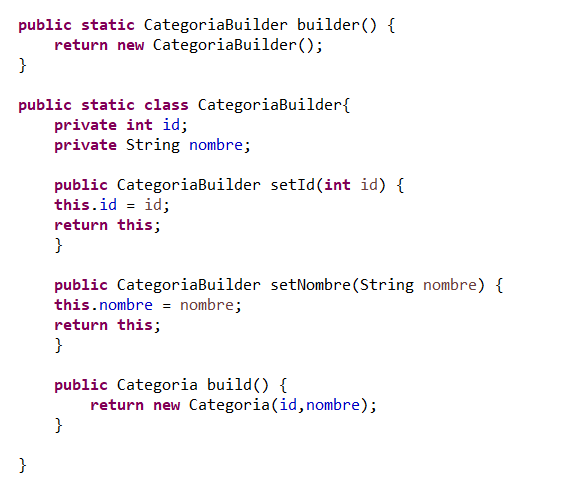 public static CategoriaBuilder builder() {
    return new CategoriaBuilder();
}

public static class CategoriaBuilder{
    private int id;
    private String nombre;

    public CategoriaBuilder setId(int id) {
    this.id = id;
    return this;
    }

    public CategoriaBuilder setNombre(String nombre) {
    this.nombre = nombre;
    return this;
    }

    public Categoria build() {
        return new Categoria(id,nombre);
    }

}